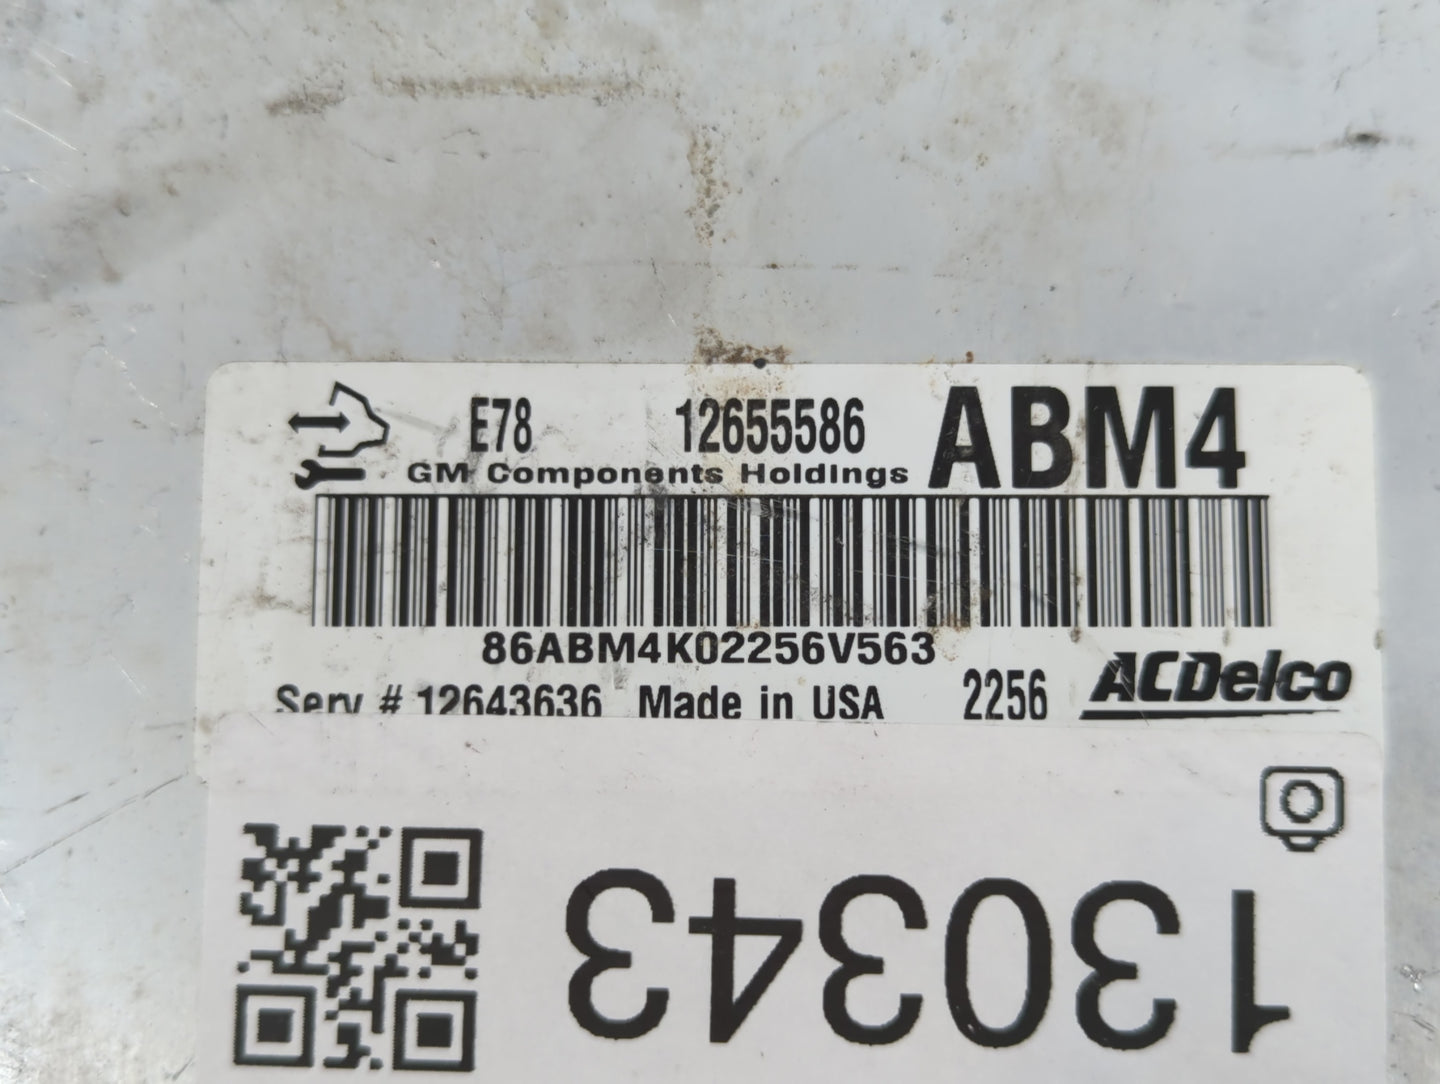 E78 12655586 ABM4
GM Components Holdings
86ABM4K02256V563
Serv # 12643636 Made in USA 2256 ACDelco
130343